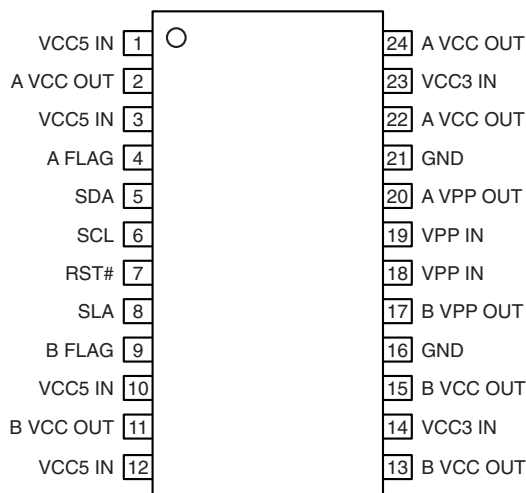 VCC5 IN 1 24 A VCC OUT
A VCC OUT 2 23 VCC3 IN
VCC5 IN 3 22 A VCC OUT
A FLAG 4 21 GND
SDA 5 20 A VPP OUT
SCL 6 19 VPP IN
RST# 7 18 VPP IN
SLA 8 17 B VPP OUT
B FLAG 9 16 GND
VCC5 IN 10 15 B VCC OUT
B VCC OUT 11 14 VCC3 IN
VCC5 IN 12 13 B VCC OUT